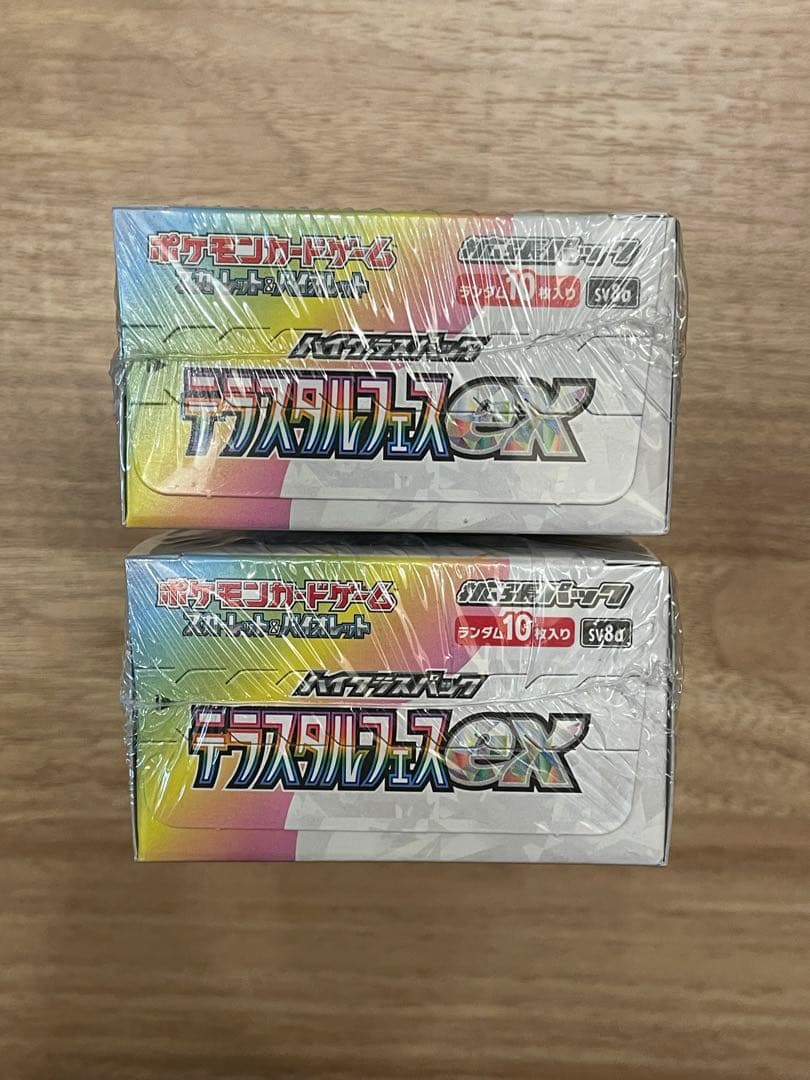 ポケモンカードゲーム
スカーレット&バイオレット
拡張パック
ランダム10枚入り
sv8a
ハイクラスパック
テラスタルフェスex
ポケモンカードゲーム
スカーレット&バイオレット
拡張パック
ランダム10枚入り
sv8a
ハイクラスパック
テラスタルフェスex